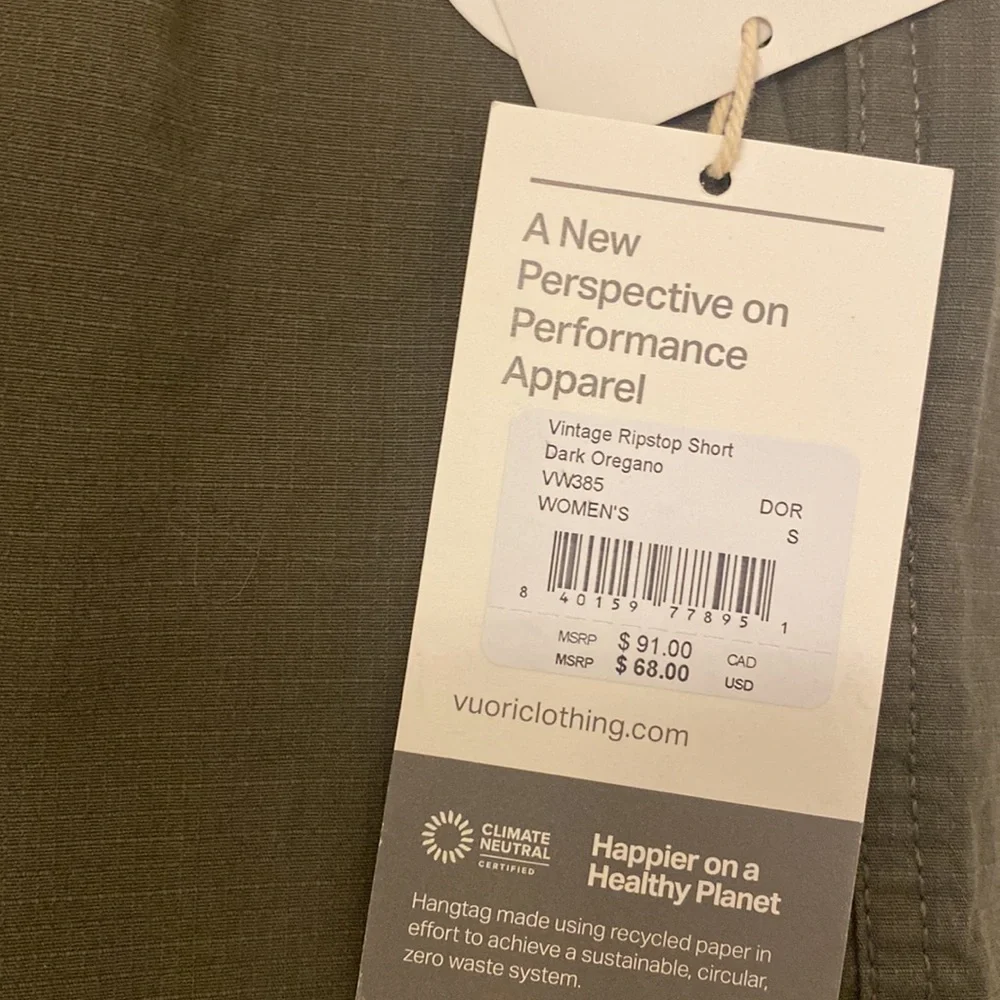 A New
Perspective on
Performance
Apparel
Vintage Ripstop Short
Dark Oregano
VW385
WOMEN'S DOR
S
8 40159 77895 1
MSRP $ 91.00 CAD
MSRP $ 68.00 USD
vuoriclothing.com
CLIMATE
NEUTRAL
CERTIFIED
Happier on a
Healthy Planet
Hangtag made using recycled paper in
effort to achieve a sustainable, circular,
zero waste system.